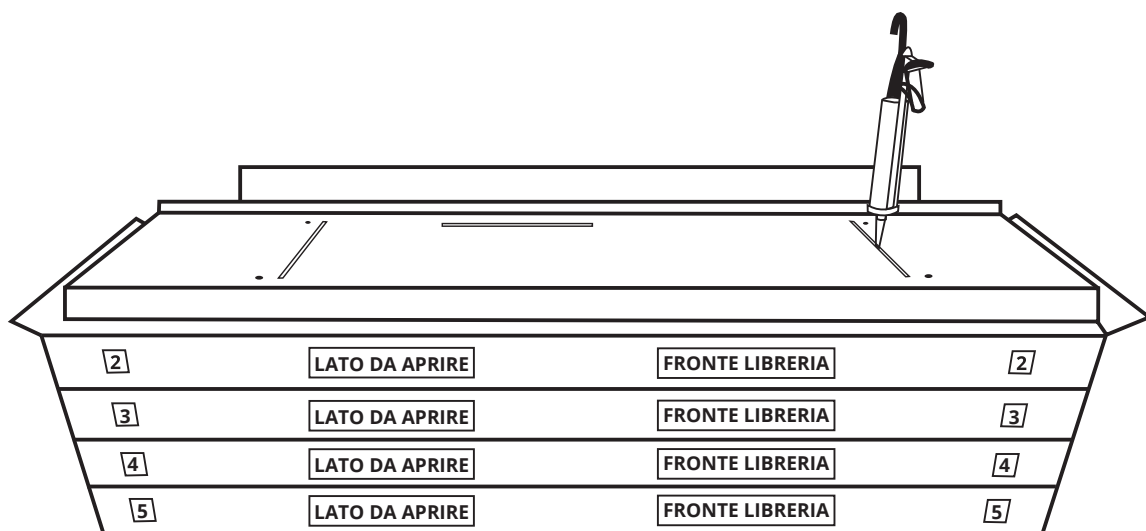 2 LATO DA APRIRE FRONTE LIBRERIA 2
3 LATO DA APRIRE FRONTE LIBRERIA 3
4 LATO DA APRIRE FRONTE LIBRERIA 4
5 LATO DA APRIRE FRONTE LIBRERIA 5